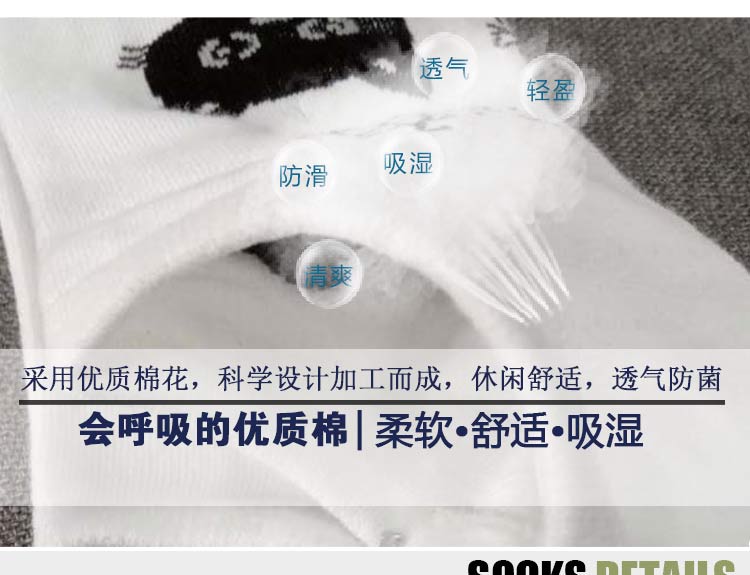 透气
轻盈
防滑
吸湿
清爽
采用优质棉花，科学设计加工而成，休闲舒适，透气防菌
会呼吸的优质棉|柔软·舒适·吸湿
SOCKS DETAILS